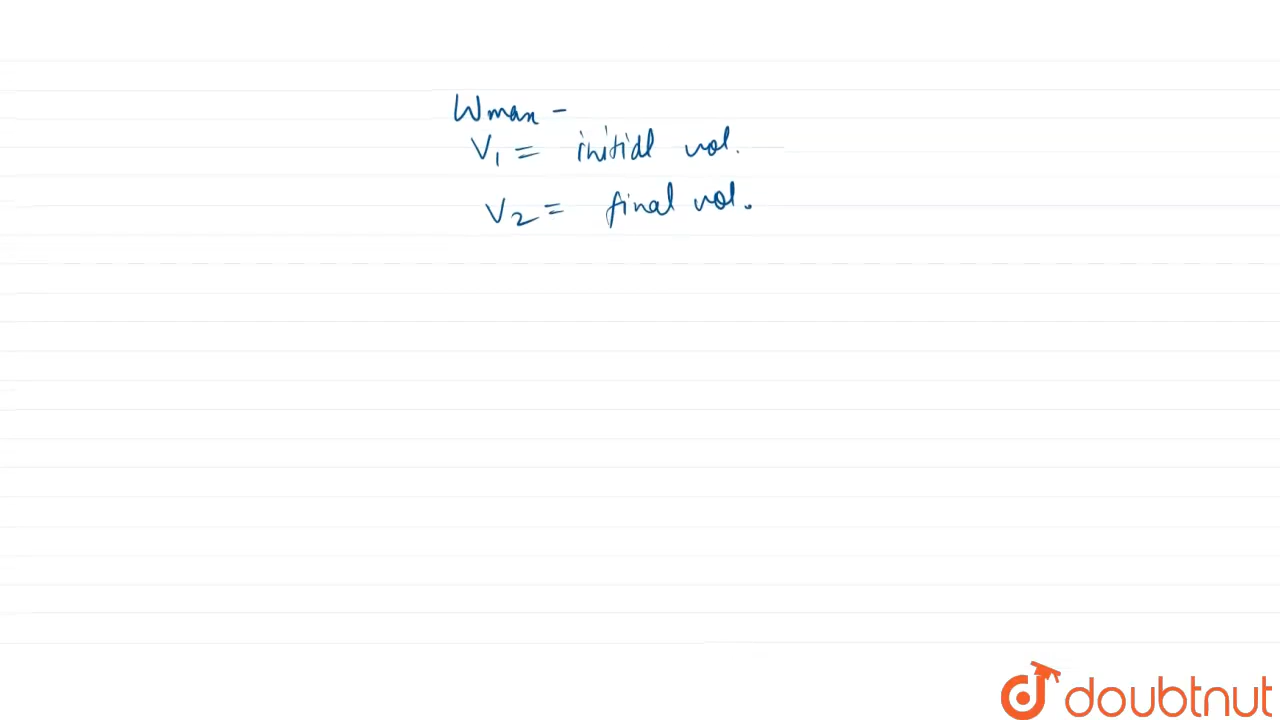 Wmax -
V1 = initial vol.
V2 = final vol.
doubtnut